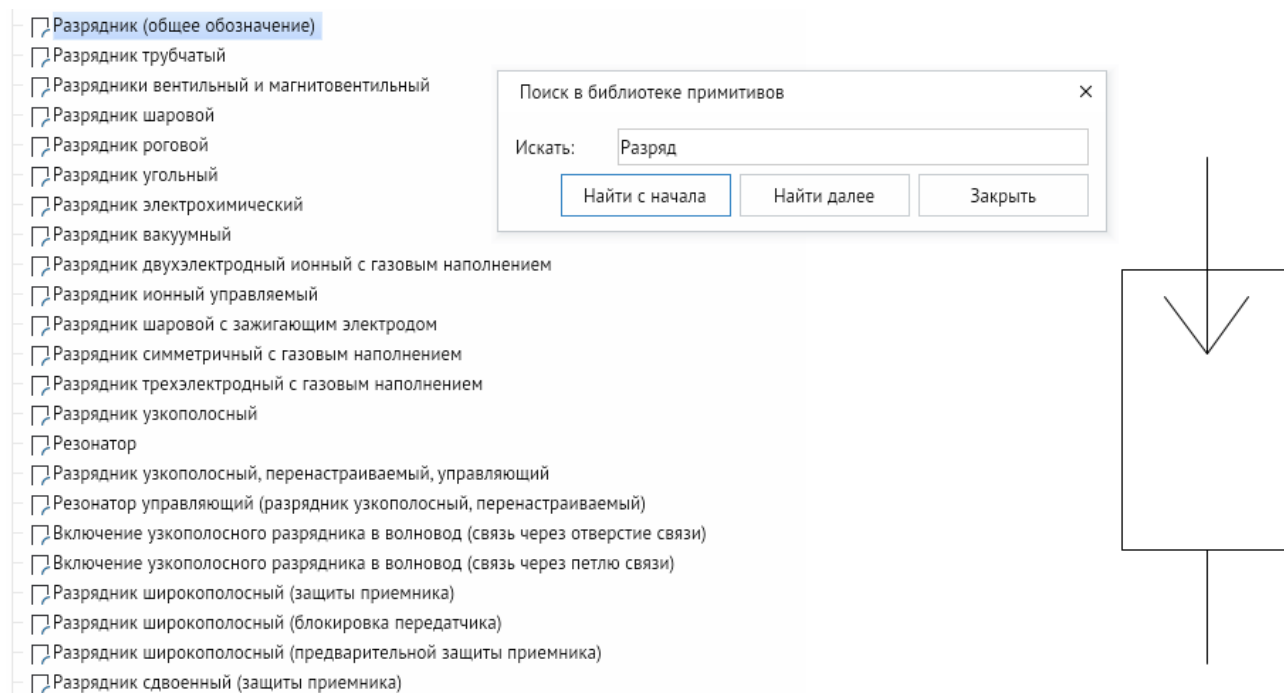 Разрядник (общее обозначение)
Разрядник трубчатый
Разрядники вентильный и магнитовентильный
Разрядник шаровой
Разрядник роговой
Разрядник угольный
Разрядник электрохимический
Разрядник вакуумный
Разрядник двухэлектродный ионный с газовым наполнением
Разрядник ионный управляемый
Разрядник шаровой с зажигающим электродом
Разрядник симметричный с газовым наполнением
Разрядник трехэлектродный с газовым наполнением
Разрядник узкополосный
Резонатор
Разрядник узкополосный, перенастраиваемый, управляющий
Резонатор управляющий (разрядник узкополосный, перенастраиваемый)
Включение узкополосного разрядника в волновод (связь через отверстие связи)
Включение узкополосного разрядника в волновод (связь через петлю связи)
Разрядник широкополосный (защиты приемника)
Разрядник широкополосный (блокировка передатчика)
Разрядник широкополосный (предварительной защиты приемника)
Разрядник сдвоенный (защиты приемника)
Поиск в библиотеке примитивов
Искать: Разряд
Найти с начала Найти далее Закрыть